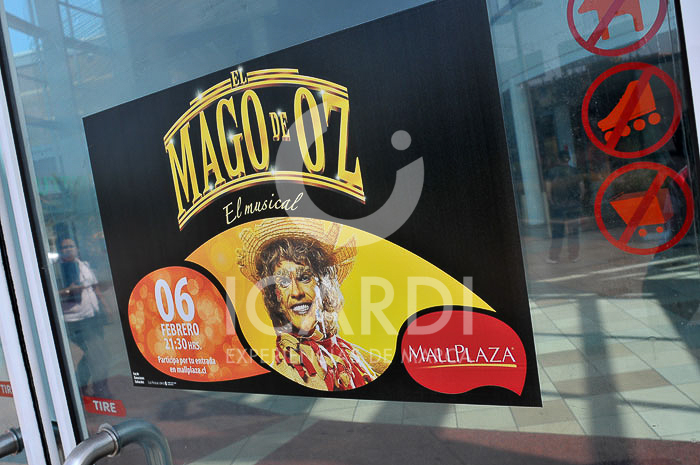 EL
MAGO DE OZ
El musical
06
FEBRERO
21:30 HRS.
Participa por tu entrada
en mallplaza.cl
MALLPLAZA
ICARDI
TIRE